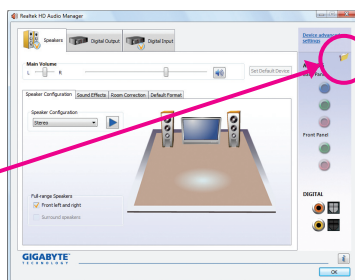 Realtek HD Audio Manager
Speakers
Digital Output
Digital Input
Device advanced settings
Main Volume
L
R
Set Default Device
Speaker Configuration
Sound Effects
Room Correction
Default Format
Speaker Configuration
Stereo
Front Panel
Full-range Speakers
Front left and right
Surround speakers
DIGITAL
GIGABYTE
TECHNOLOGY
OK